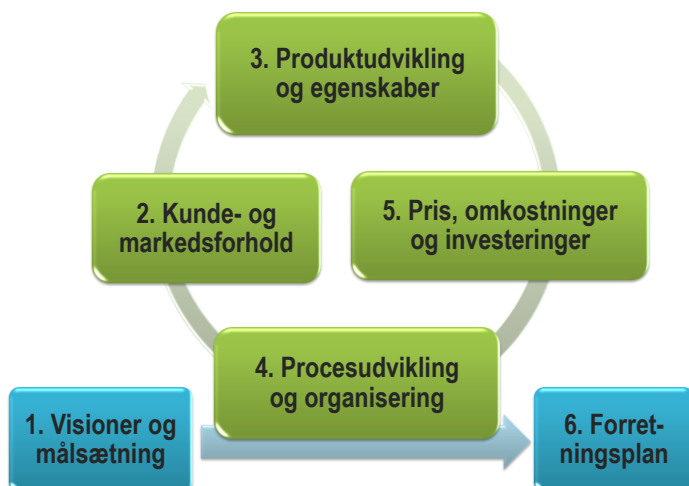 3. Produktudvikling
og egenskaber
2. Kunde- og
markedsforhold
5. Pris, omkostninger
og investeringer
4. Procesudvikling
og organisering
1. Visioner og
målsætning
6. Forret-
ningsplan